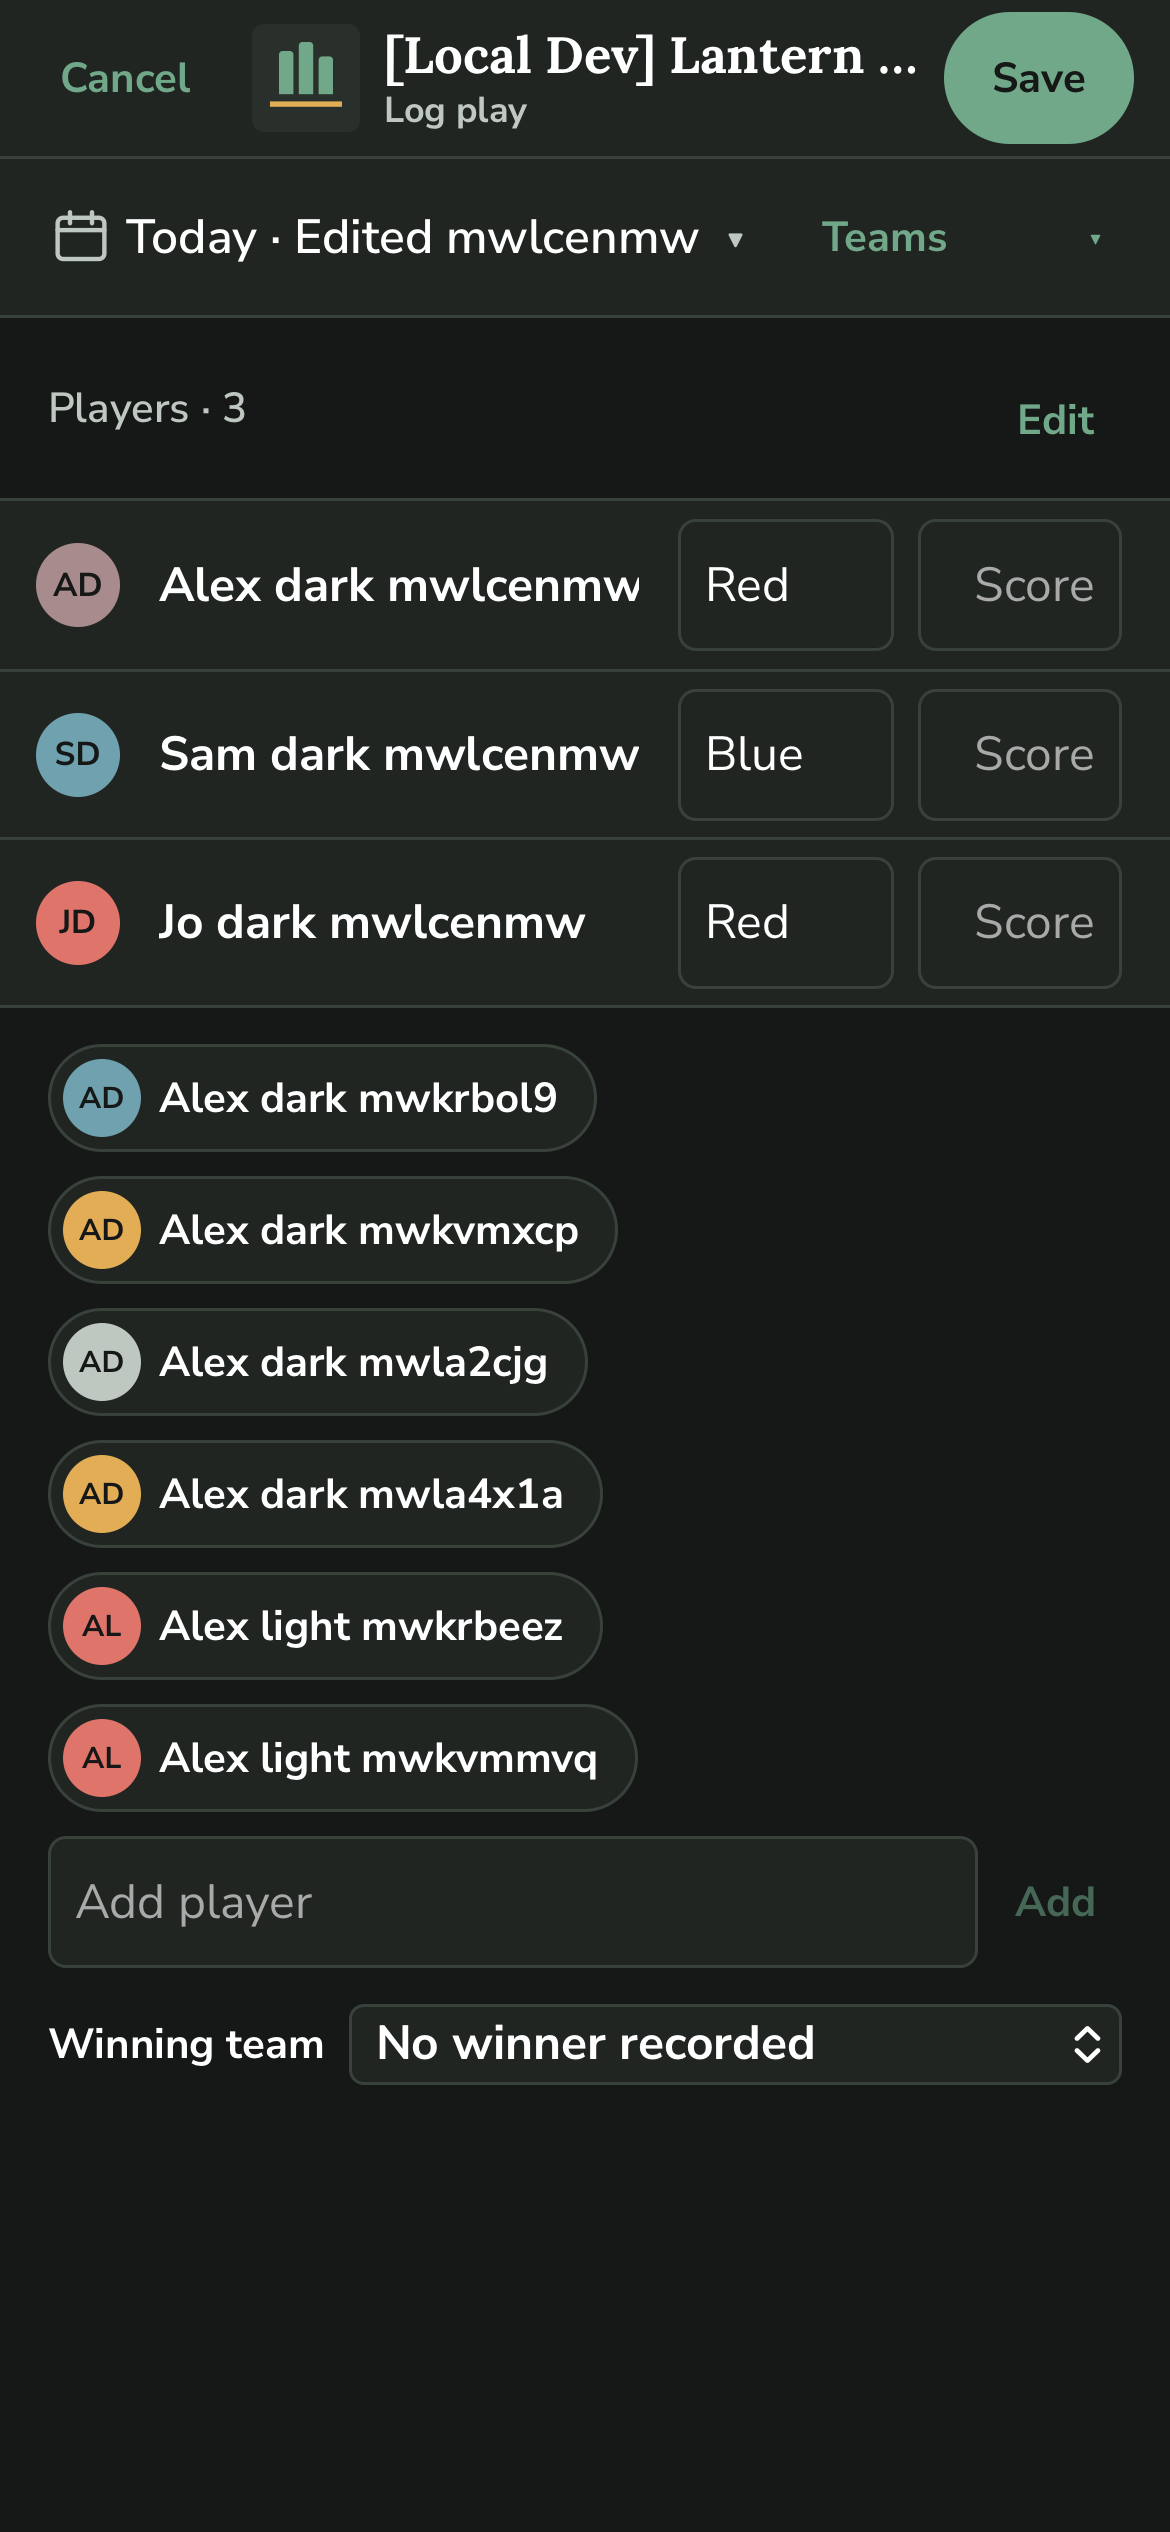 Cancel
[Local Dev] Lantern ...
Log play
Save
Today · Edited mwlcenmw
Teams
Players · 3
Edit
AD Alex dark mwlcenmw Red Score
SD Sam dark mwlcenmw Blue Score
JD Jo dark mwlcenmw Red Score
AD Alex dark mwkrbol9
AD Alex dark mwkvmxcp
AD Alex dark mwla2cjg
AD Alex dark mwla4x1a
AL Alex light mwkrbeez
AL Alex light mwkvmmvq
Add player Add
Winning team No winner recorded